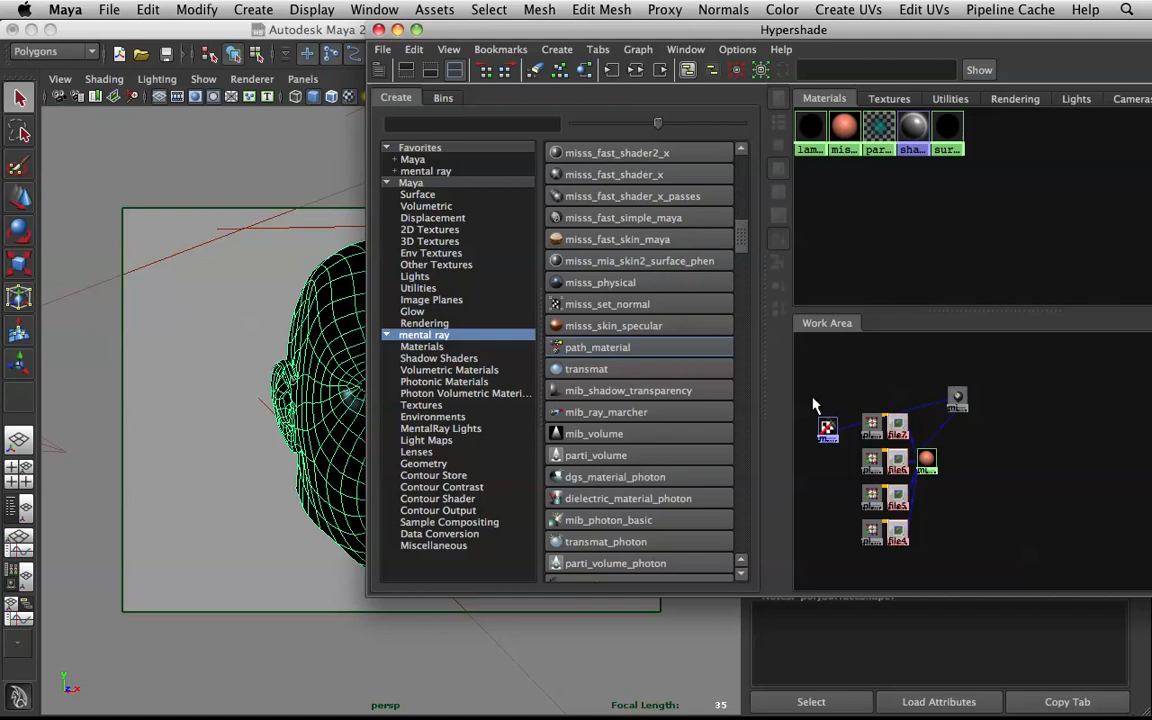 Maya File Edit Modify Create Display Window Assets Select Mesh Edit Mesh Proxy Normals Color Create UVs Edit UVs Pipeline Cache Help
Autodesk Maya 2
Hypershade
Polygons
File Edit View Bookmarks Create Tabs Graph Window Options Help
Show
View Shading Lighting Show Renderer Panels
Create Bins
Materials Textures Utilities Rendering Lights Cameras
lam... mis... par... sha... sur...
Favorites
+ Maya
+ mental ray
Maya
Surface
Volumetric
Displacement
2D Textures
3D Textures
Env Textures
Other Textures
Lights
Utilities
Image Planes
Glow
Rendering
mental ray
Materials
Shadow Shaders
Volumetric Materials
Photonic Materials
Photon Volumetric Materi...
Textures
Environments
MentalRay Lights
Light Maps
Lenses
Geometry
Contour Store
Contour Contrast
Contour Shader
Contour Output
Sample Compositing
Data Conversion
Miscellaneous
misss_fast_shader2_x
misss_fast_shader_x
misss_fast_shader_x_passes
misss_fast_simple_maya
misss_fast_skin_maya
misss_mia_skin2_surface_phen
misss_physical
misss_set_normal
misss_skin_specular
path_material
transmat
mib_shadow_transparency
mib_ray_marcher
mib_volume
parti_volume
dgs_material_photon
dielectric_material_photon
mib_photon_basic
transmat_photon
parti_volume_photon
Work Area
file7
file6
file5
file4
Select Load Attributes Copy Tab
persp
Focal Length: 35